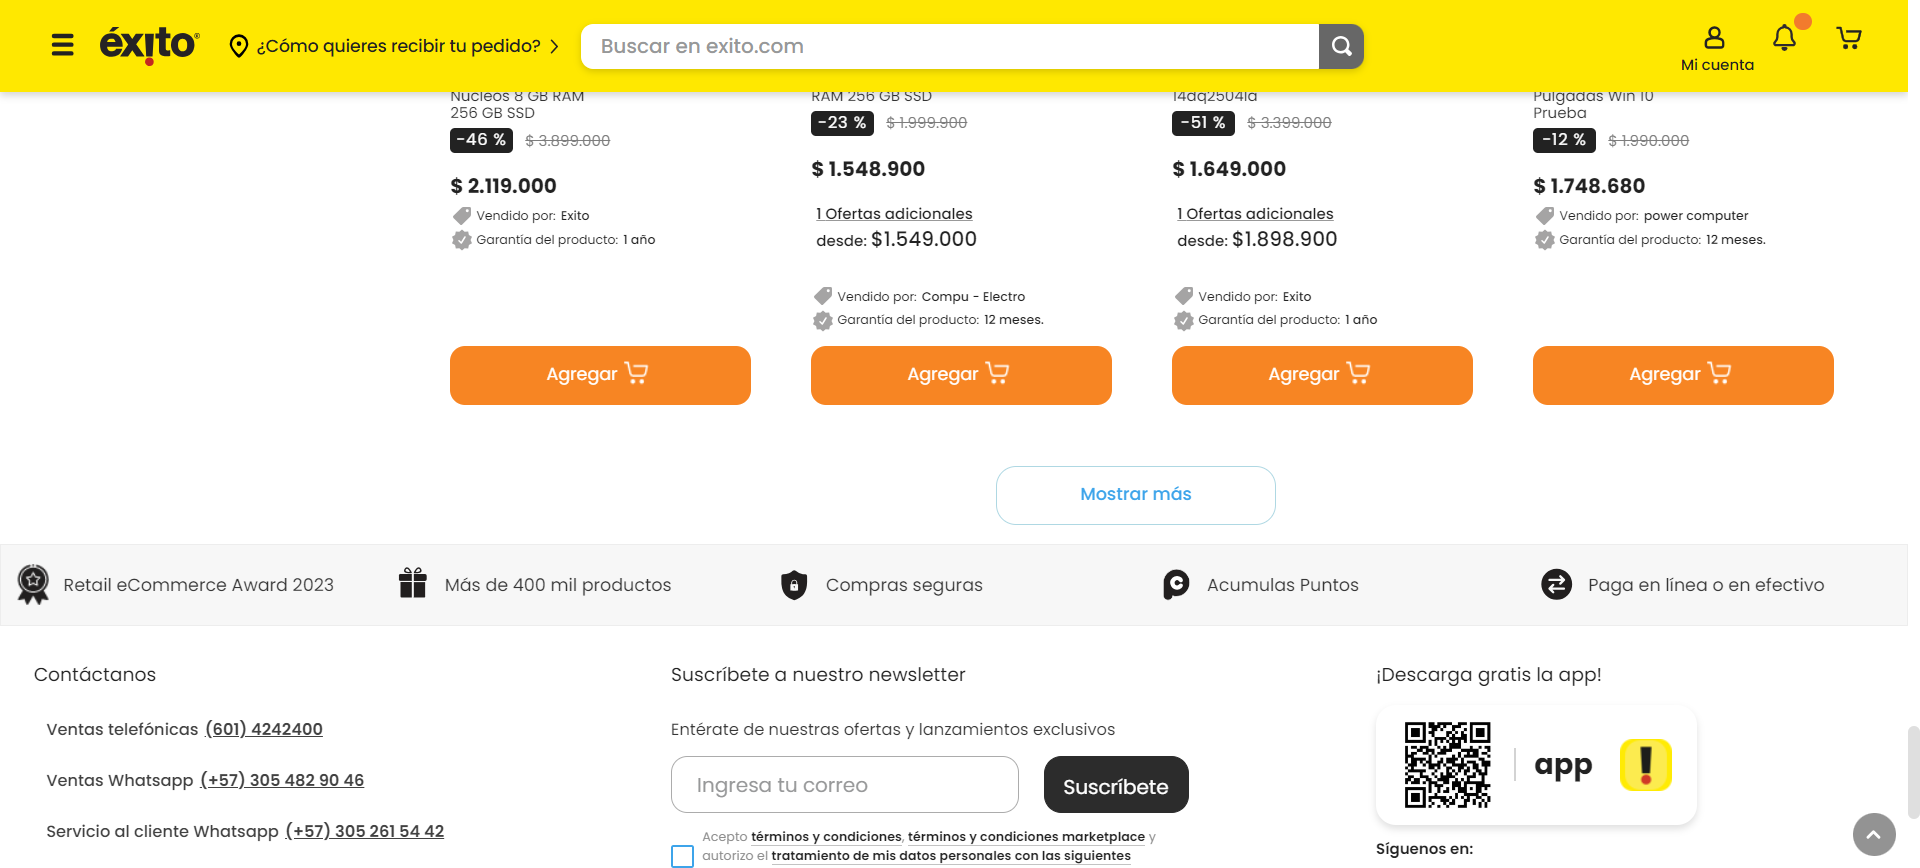 éxito
¿Cómo quieres recibir tu pedido?
Buscar en exito.com
Mi cuenta
Núcleos 8 GB RAM
256 GB SSD
-46 % $ 3.899.000
$ 2.119.000
Vendido por: Exito
Garantía del producto: 1 año
Agregar
RAM 256 GB SSD
-23 % $ 1.999.900
$ 1.548.900
1 Ofertas adicionales
desde: $1.549.000
Vendido por: Compu - Electro
Garantía del producto: 12 meses.
Agregar
14dq2504la
-51 % $ 3.399.000
$ 1.649.000
1 Ofertas adicionales
desde: $1.898.900
Vendido por: Exito
Garantía del producto: 1 año
Agregar
Pulgadas Win 10
Prueba
-12 % $ 1.990.000
$ 1.748.680
Vendido por: power computer
Garantía del producto: 12 meses.
Agregar
Mostrar más
Retail eCommerce Award 2023
Más de 400 mil productos
Compras seguras
Acumulas Puntos
Paga en línea o en efectivo
Contáctanos
Ventas telefónicas (601) 4242400
Ventas Whatsapp (+57) 305 482 90 46
Servicio al cliente Whatsapp (+57) 305 261 54 42
Suscríbete a nuestro newsletter
Entérate de nuestras ofertas y lanzamientos exclusivos
Ingresa tu correo
Suscríbete
Acepto términos y condiciones, términos y condiciones marketplace y
autorizo el tratamiento de mis datos personales con las siguientes
¡Descarga gratis la app!
app
Síguenos en: